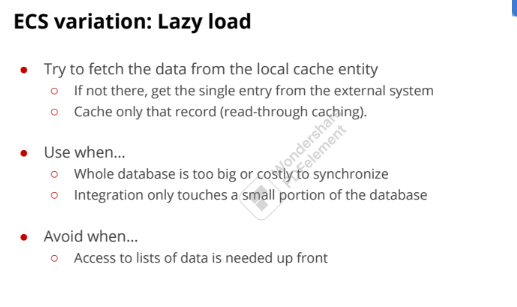 ECS variation: Lazy load
● Try to fetch the data from the local cache entity
○ If not there, get the single entry from the external system
○ Cache only that record (read-through caching).
● Use when...
○ Whole database is too big or costly to synchronize
○ Integration only touches a small portion of the database
● Avoid when...
○ Access to lists of data is needed up front
Wondershare
PDFelement